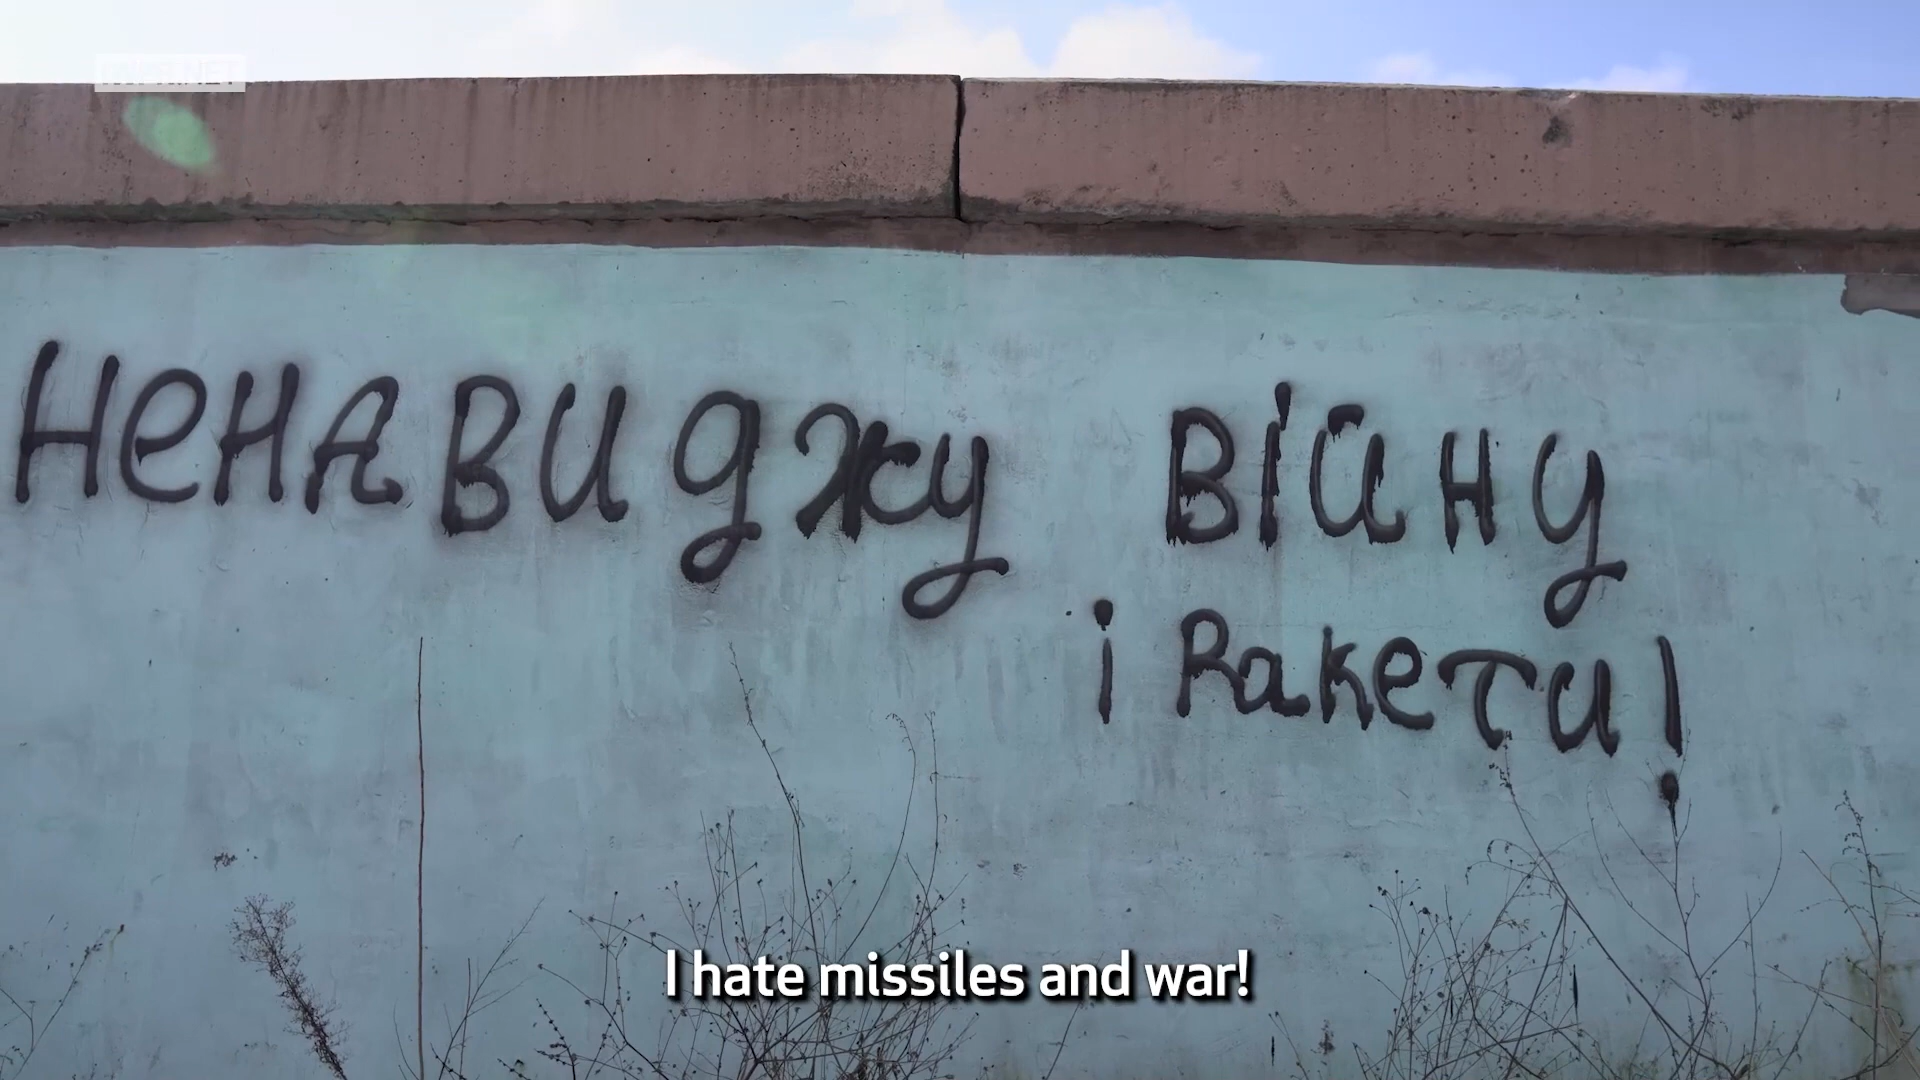 ненавиджу війну
і Ракети!
I hate missiles and war!